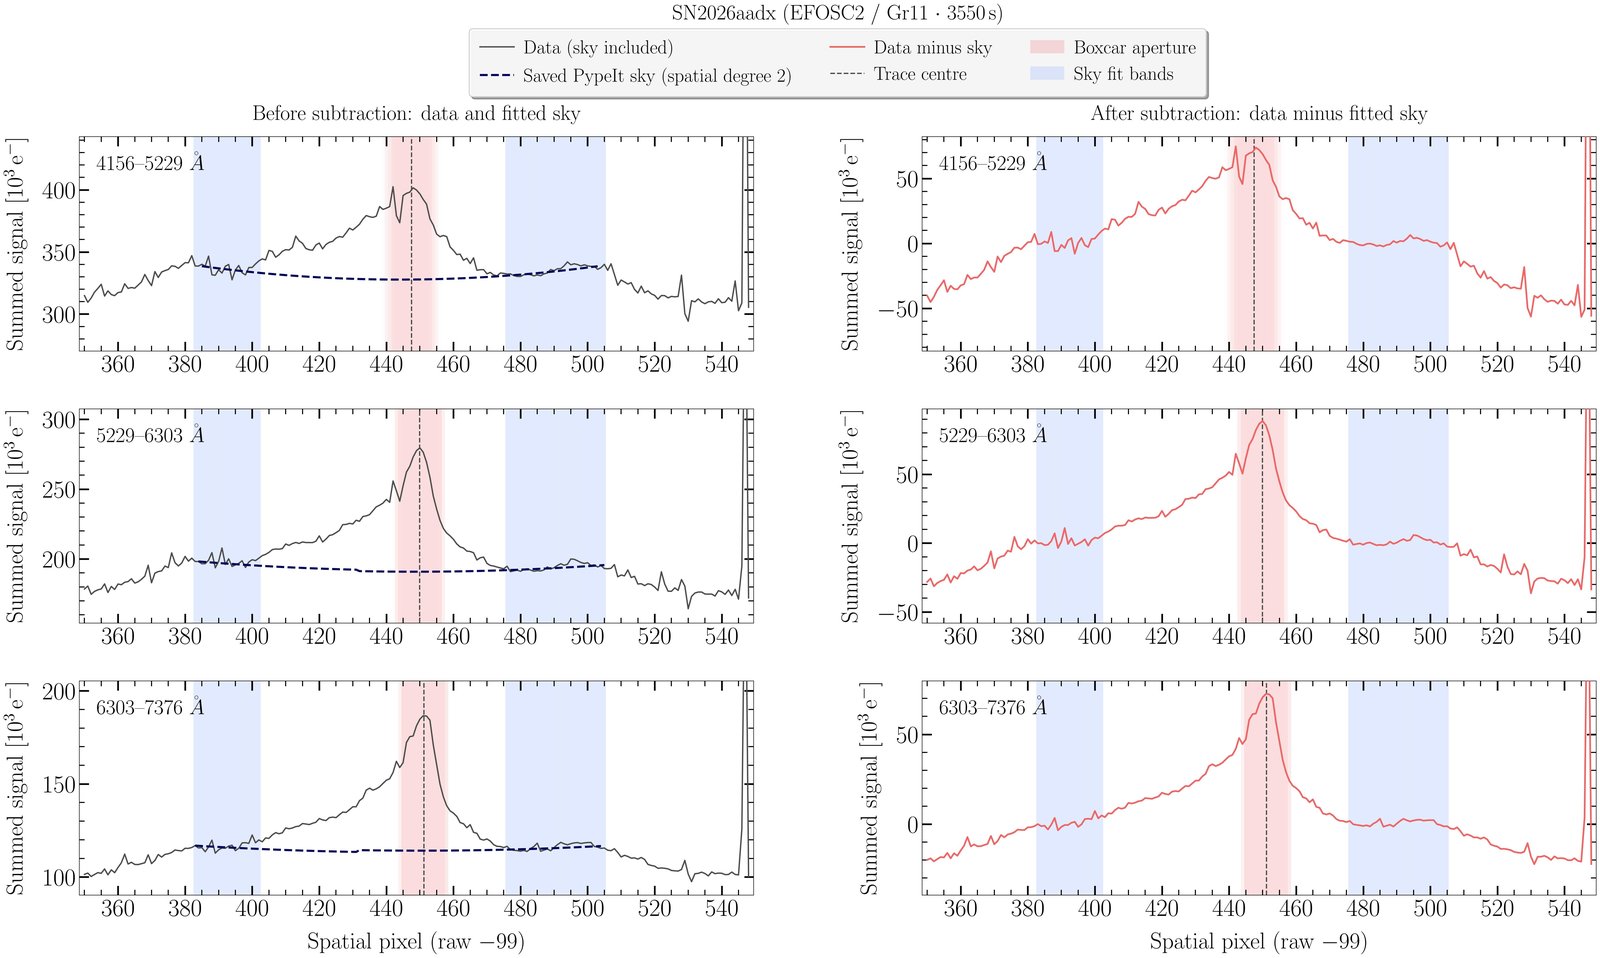 SN2026aadx (EFOSC2 / Gr11 · 3550 s)
Data (sky included)
Saved PypeIt sky (spatial degree 2)
Data minus sky
Trace centre
Boxcar aperture
Sky fit bands
Before subtraction: data and fitted sky
After subtraction: data minus fitted sky
Summed signal [10³ e⁻]
4156–5229 Å
400
350
300
360 380 400 420 440 460 480 500 520 540
Summed signal [10³ e⁻]
4156–5229 Å
50
0
−50
360 380 400 420 440 460 480 500 520 540
Summed signal [10³ e⁻]
5229–6303 Å
300
250
200
360 380 400 420 440 460 480 500 520 540
Summed signal [10³ e⁻]
5229–6303 Å
50
0
−50
360 380 400 420 440 460 480 500 520 540
Summed signal [10³ e⁻]
6303–7376 Å
200
150
100
360 380 400 420 440 460 480 500 520 540
Spatial pixel (raw −99)
Summed signal [10³ e⁻]
6303–7376 Å
50
0
360 380 400 420 440 460 480 500 520 540
Spatial pixel (raw −99)